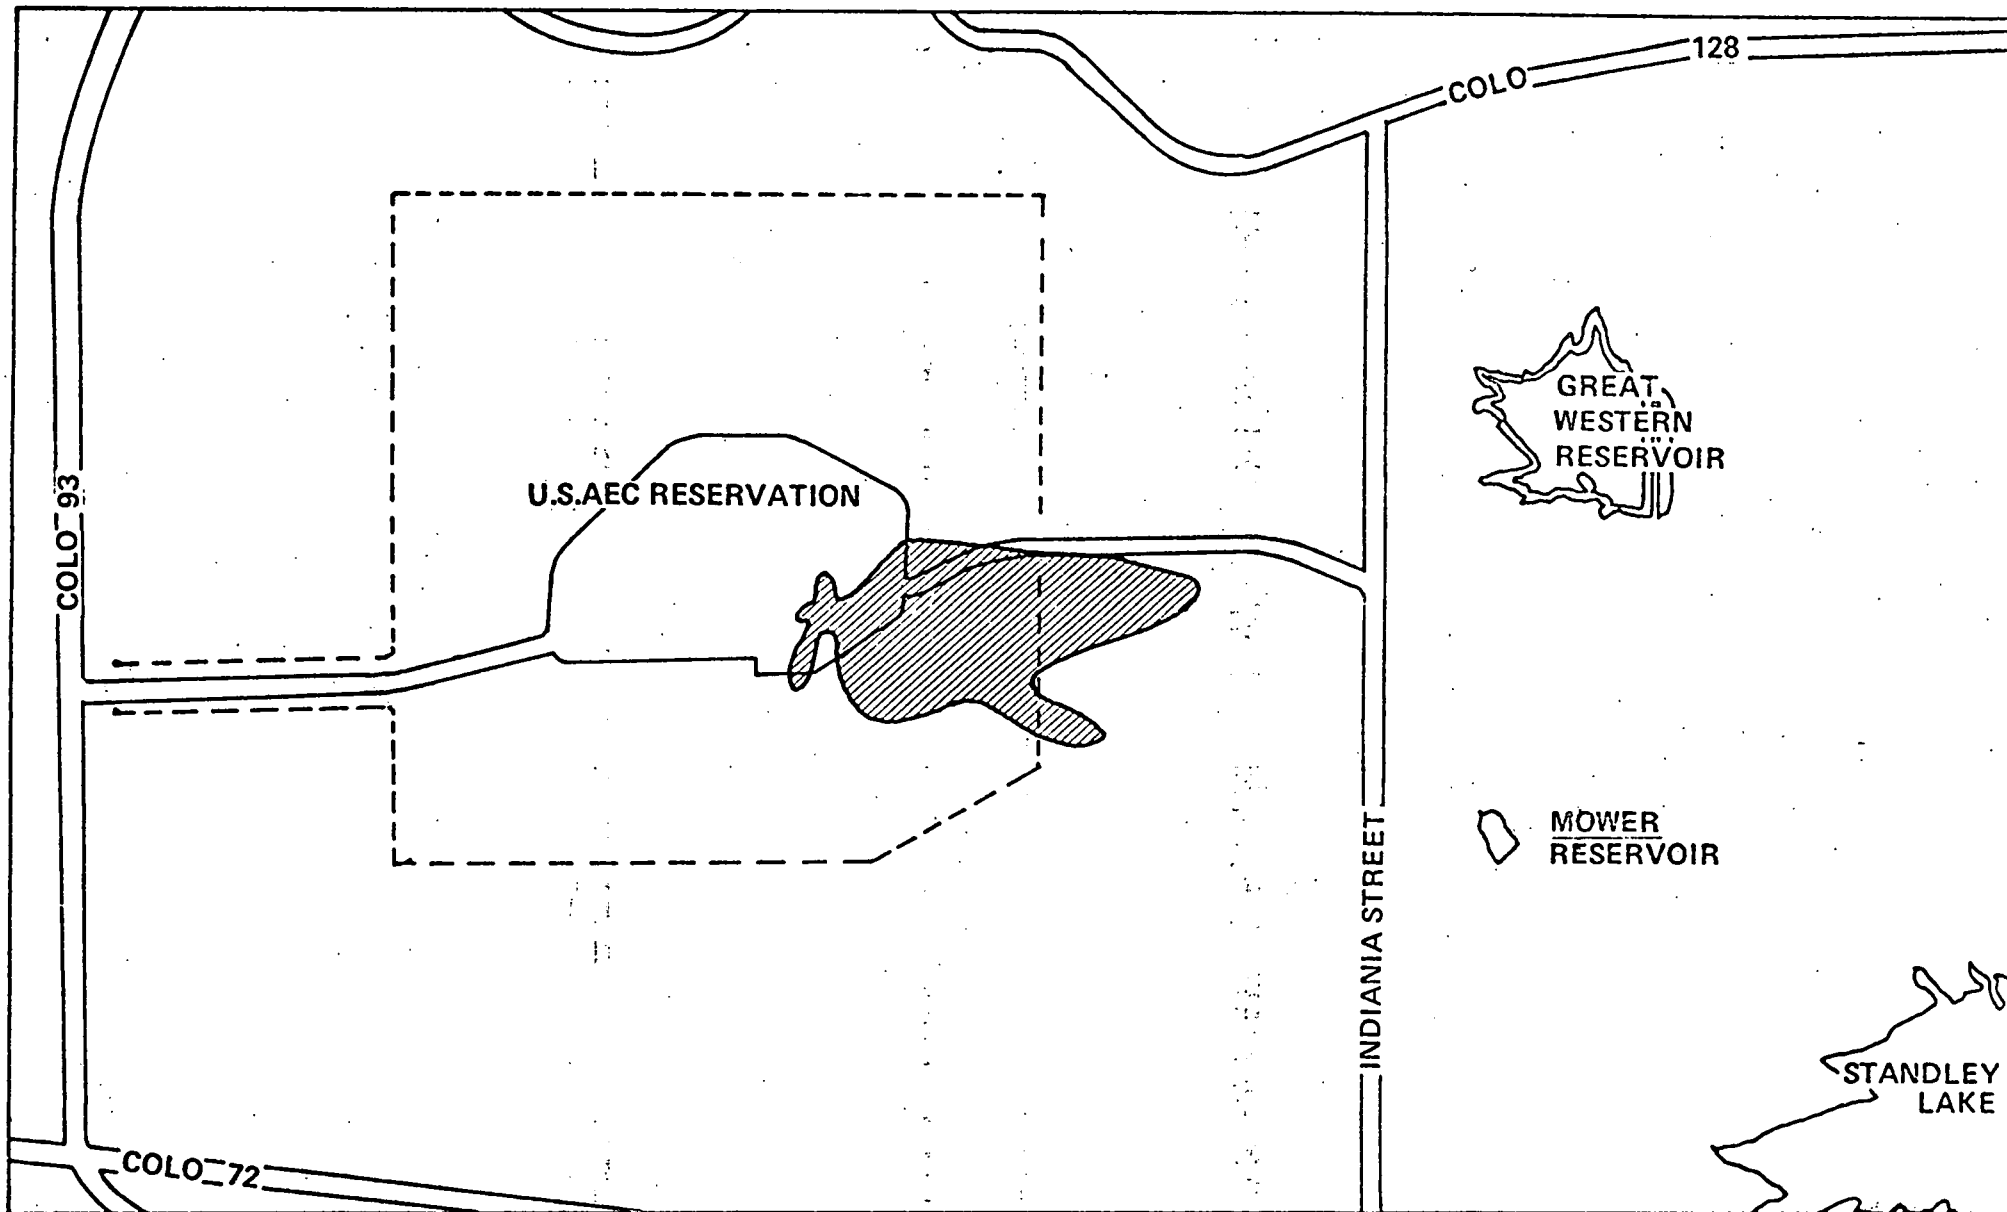 COLO 128
GREAT
WESTERN
RESERVOIR
U.S.AEC RESERVATION
COLO 93
MOWER
RESERVOIR
INDIANIA STREET
STANDLEY
LAKE
COLO 72